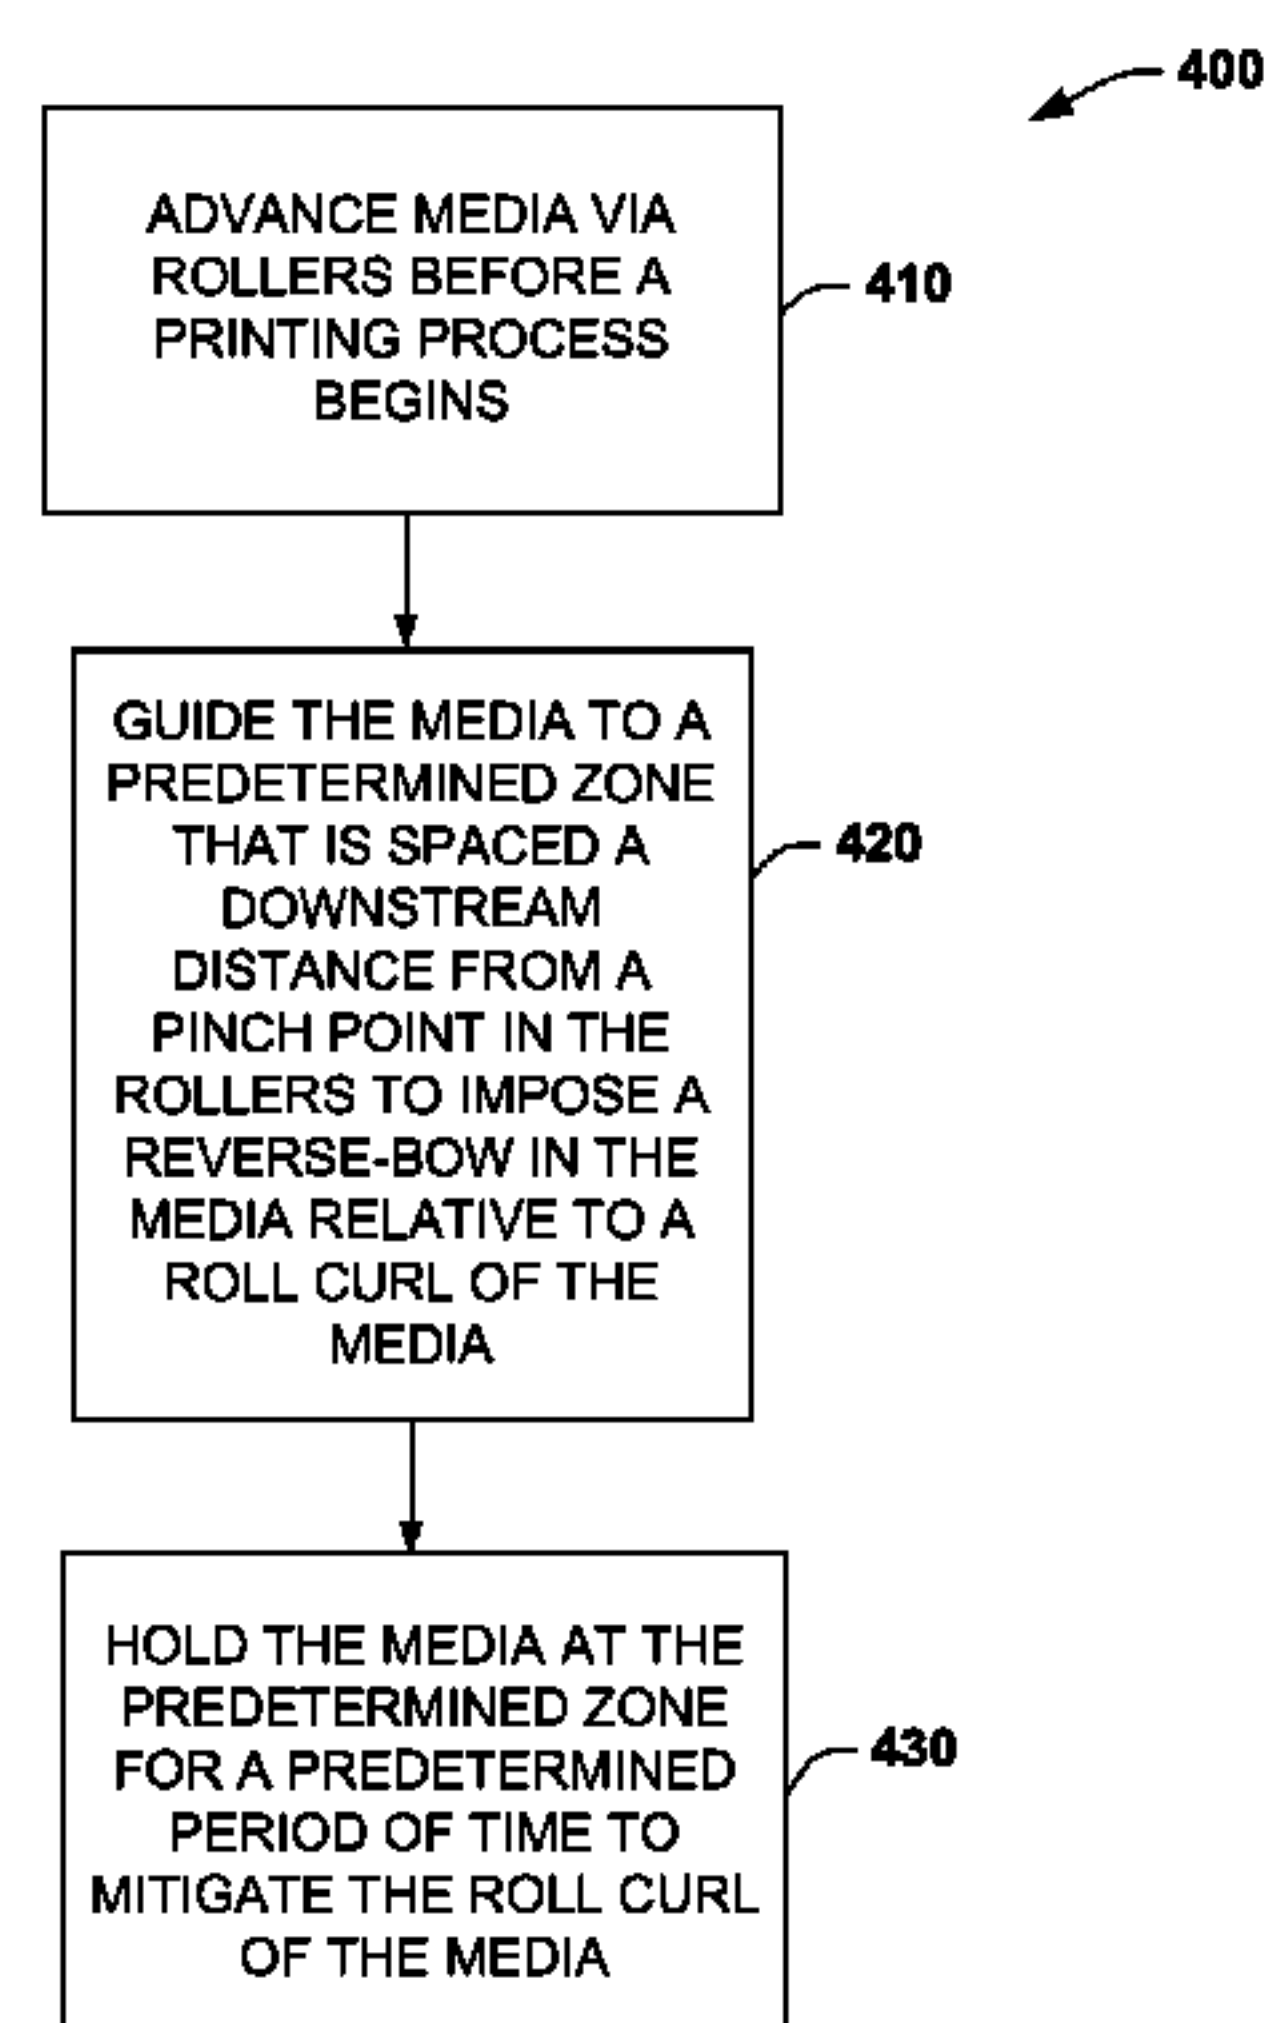 400
ADVANCE MEDIA VIA
ROLLERS BEFORE A
PRINTING PROCESS
BEGINS
410
GUIDE THE MEDIA TO A
PREDETERMINED ZONE
THAT IS SPACED A
DOWNSTREAM
DISTANCE FROM A
PINCH POINT IN THE
ROLLERS TO IMPOSE A
REVERSE-BOW IN THE
MEDIA RELATIVE TO A
ROLL CURL OF THE
MEDIA
420
HOLD THE MEDIA AT THE
PREDETERMINED ZONE
FOR A PREDETERMINED
PERIOD OF TIME TO
MITIGATE THE ROLL CURL
OF THE MEDIA
430